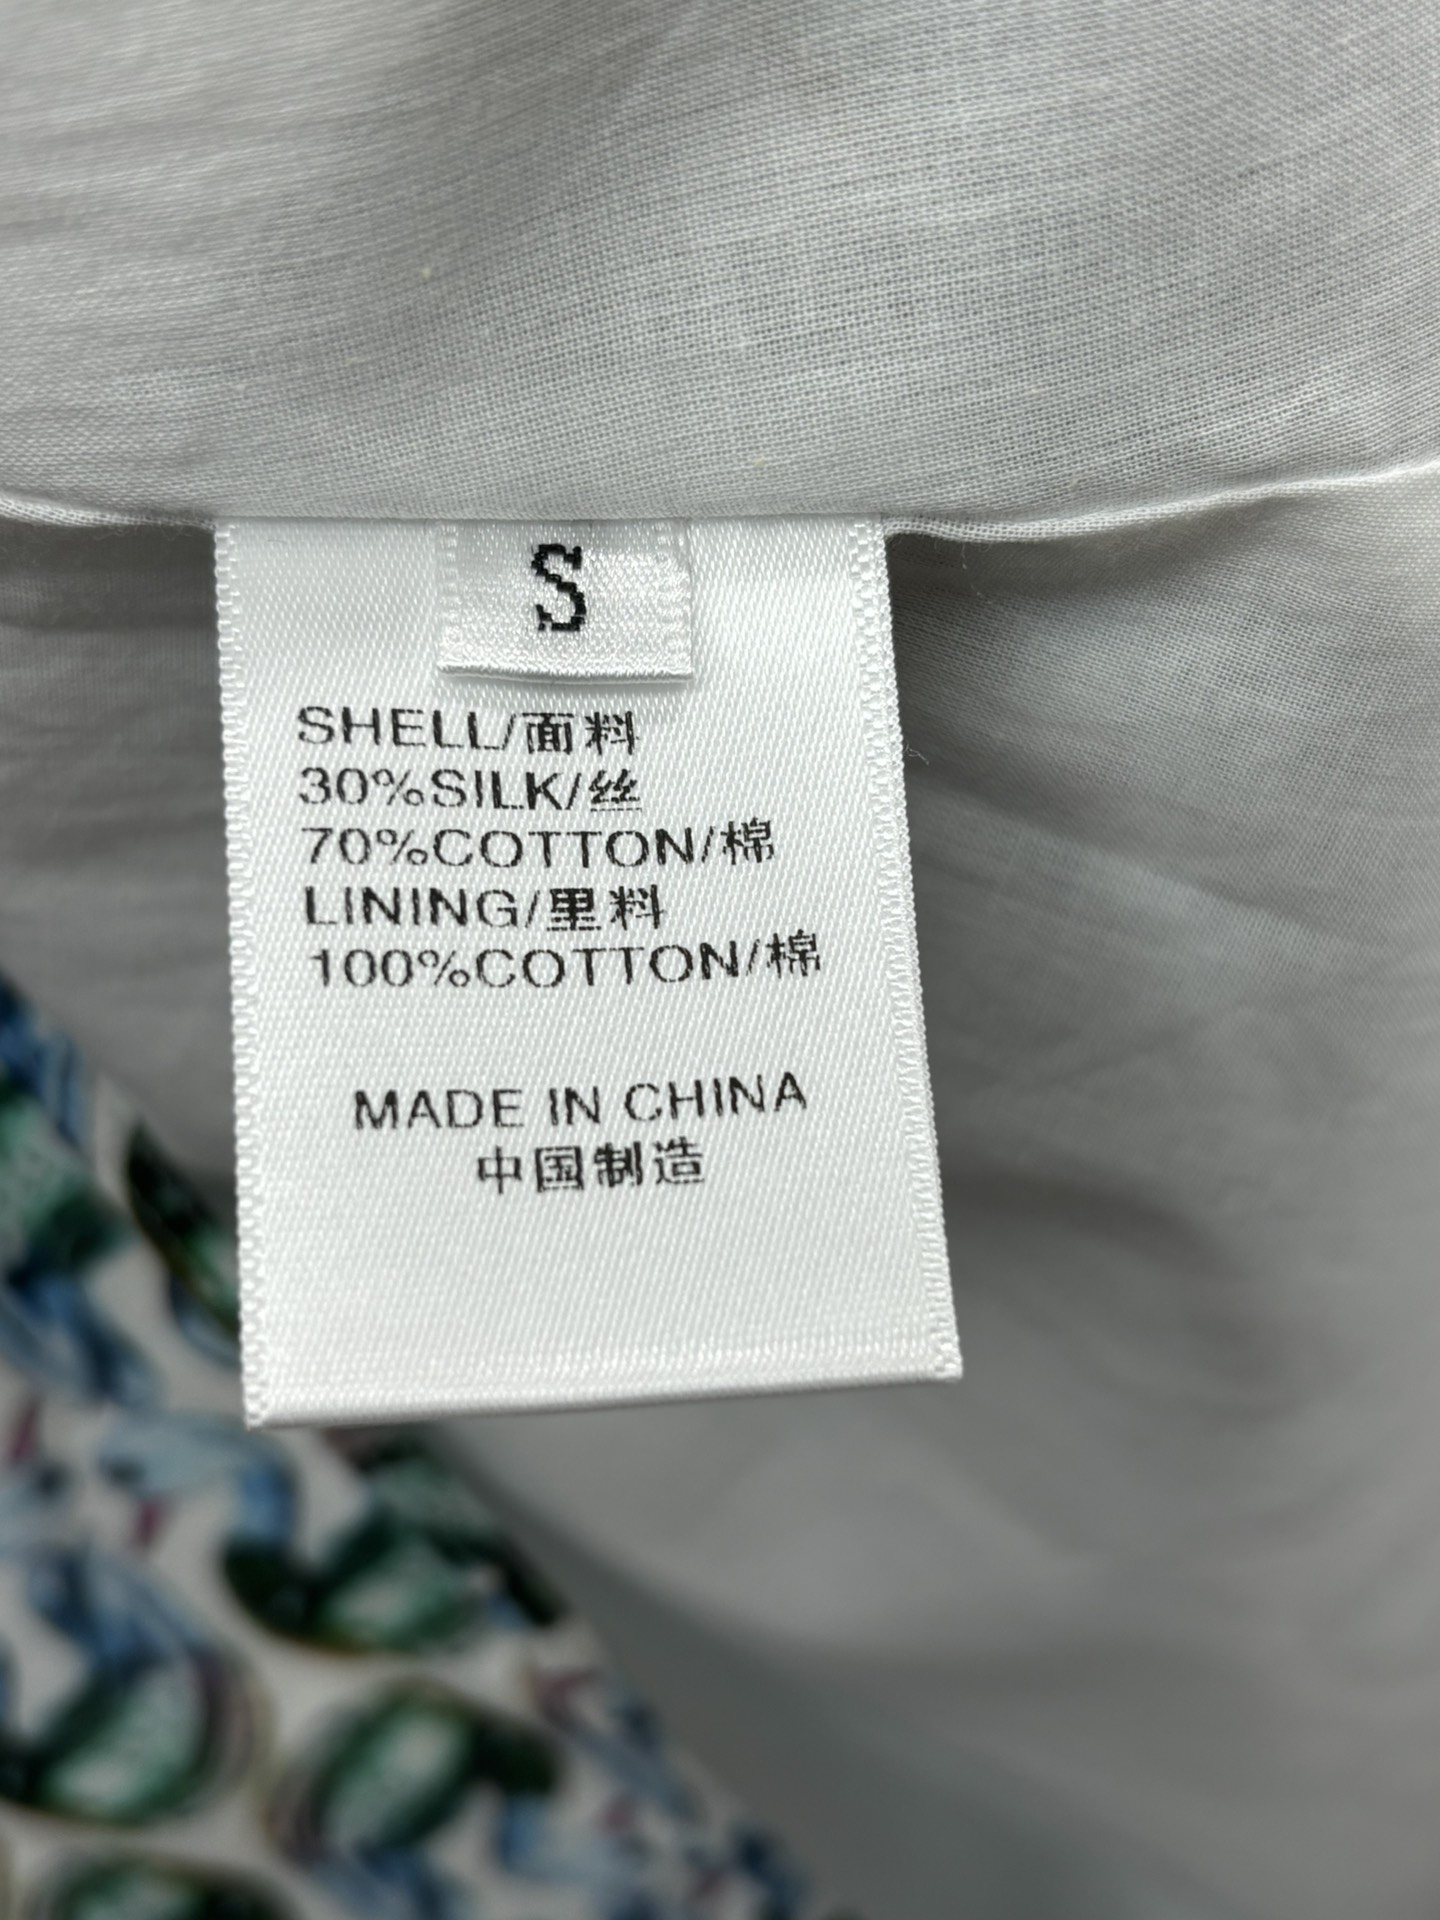 S
SHELL/面料
30%SILK/丝
70%COTTON/棉
LINING/里料
100%COTTON/棉
MADE IN CHINA
中国制造